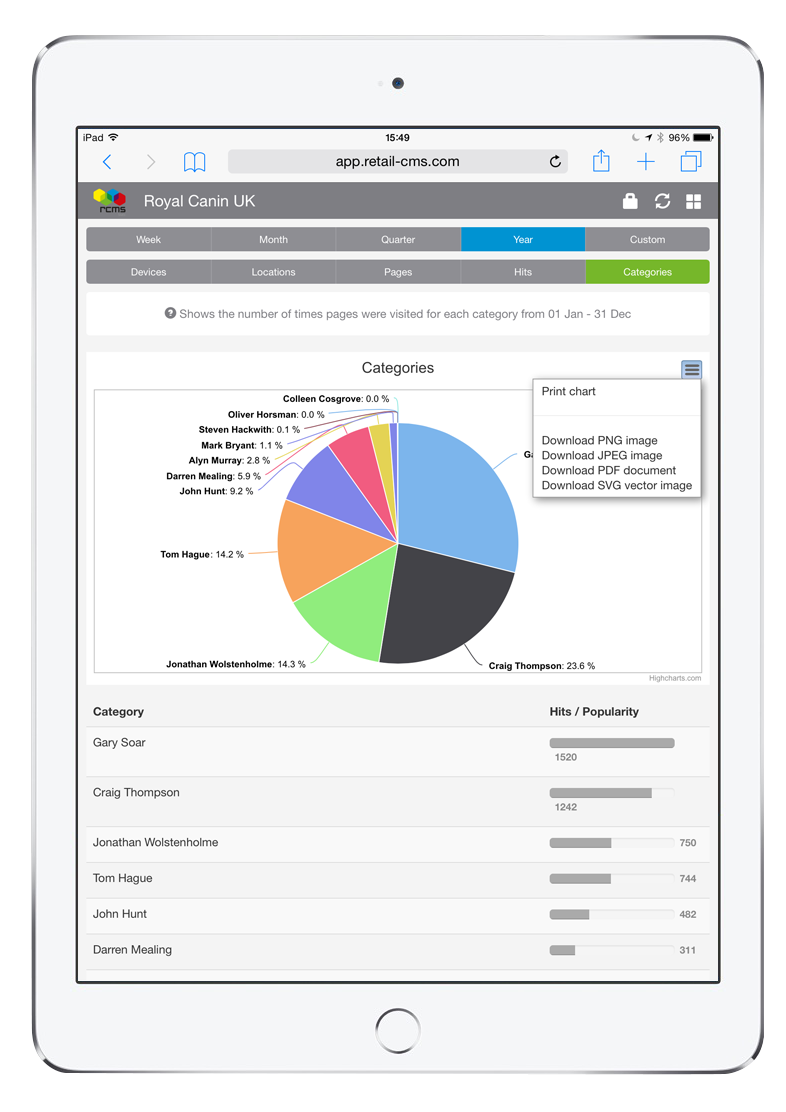 iPad 15:49 96%
app.retail-cms.com
rcms Royal Canin UK
Week Month Quarter Year Custom
Devices Locations Pages Hits Categories
? Shows the number of times pages were visited for each category from 01 Jan - 31 Dec
Categories
Print chart
Download PNG image
Download JPEG image
Download PDF document
Download SVG vector image
Colleen Cosgrove: 0.0 %
Oliver Horsman: 0.0 %
Steven Hackwith: 0.1 %
Mark Bryant: 1.1 %
Alyn Murray: 2.8 %
Darren Mealing: 5.9 %
John Hunt: 9.2 %
Tom Hague: 14.2 %
Jonathan Wolstenholme: 14.3 %
Craig Thompson: 23.6 %
Highcharts.com
Category Hits / Popularity
Gary Soar 1520
Craig Thompson 1242
Jonathan Wolstenholme 750
Tom Hague 744
John Hunt 482
Darren Mealing 311